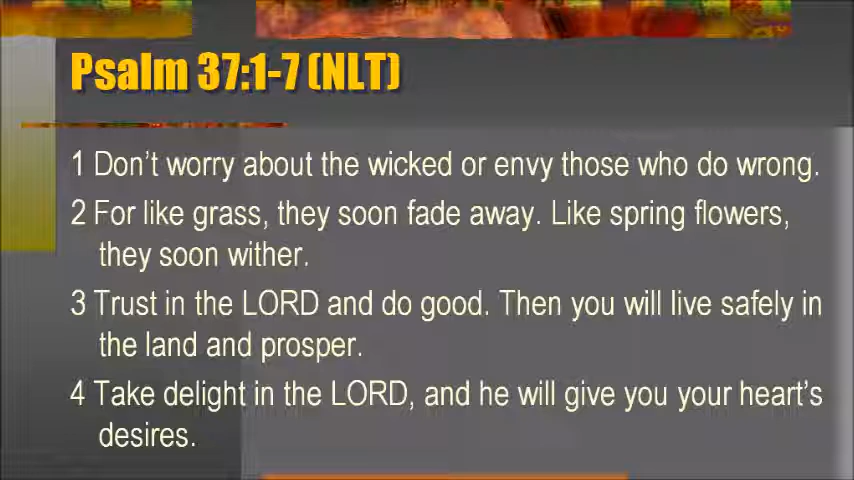 Psalm 37:1-7 (NLT)
1 Don't worry about the wicked or envy those who do wrong.
2 For like grass, they soon fade away. Like spring flowers,
they soon wither.
3 Trust in the LORD and do good. Then you will live safely in
the land and prosper.
4 Take delight in the LORD, and he will give you your heart's
desires.